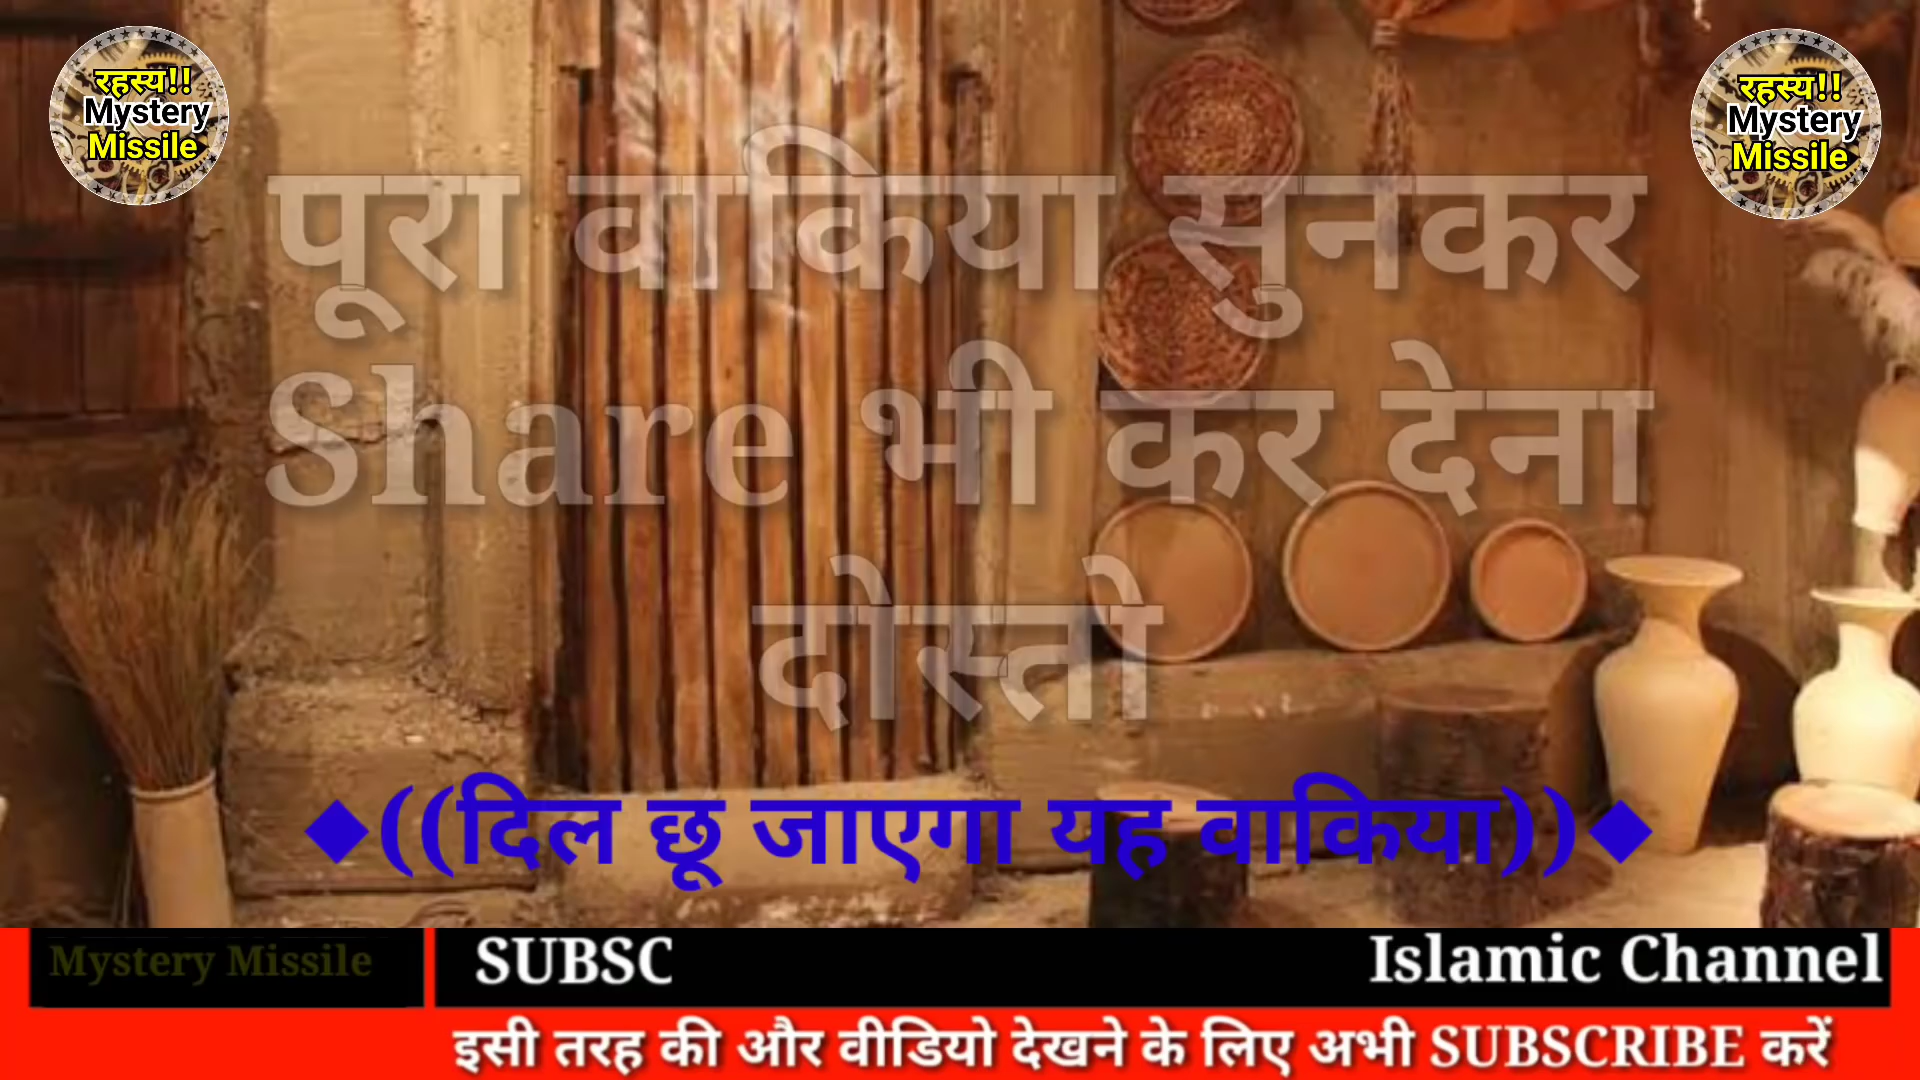 रहस्य!!
Mystery
Missile
रहस्य!!
Mystery
Missile
पूरा वाकिया सुनकर
Share भी कर देना
दोस्तो
◆((दिल छू जाएगा यह वाकिया))◆
Mystery Missile
SUBSC
Islamic Channel
इसी तरह की और वीडियो देखने के लिए अभी SUBSCRIBE करें